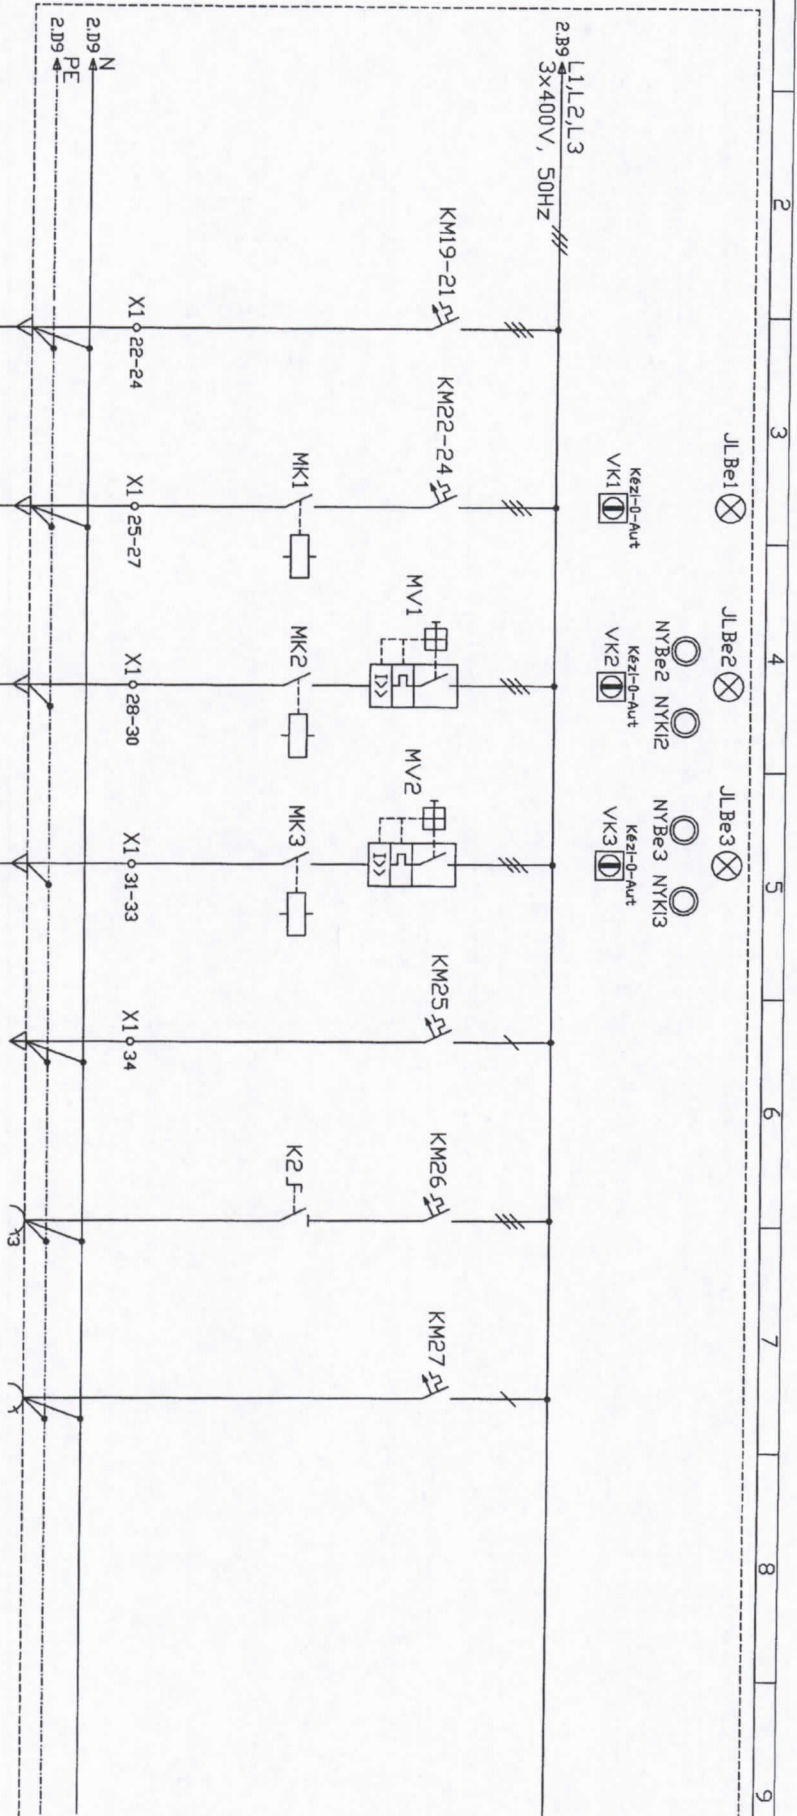 2
3
4
5
6
7
8
9
JLBe1
JLBe2
JLBe3
NYBe2 NYKi2
NYBe3 NYKi3
Kézi-0-Aut
VK1
Kézi-0-Aut
VK2
Kézi-0-Aut
VK3
2.B9
L1,L2,L3
3x400V, 50Hz
KM19-21
KM22-24
MV1
I>>
MV2
I>>
KM25
KM26
KM27
MK1
MK2
MK3
K2
X1 22-24
X1 25-27
X1 28-30
X1 31-33
X1 34
2.D9
N
2.D9
PE